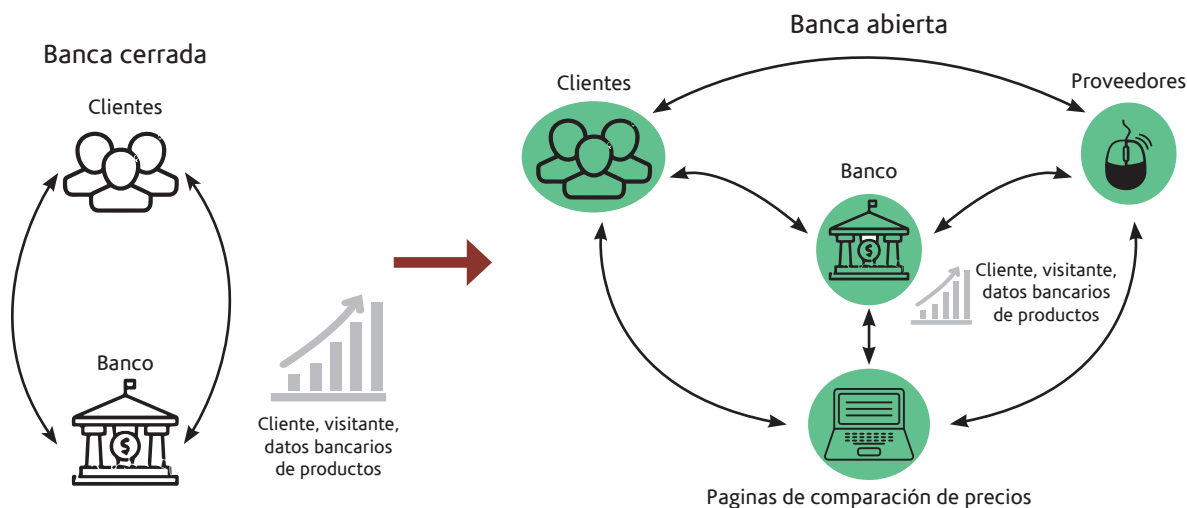 Banca cerrada
Clientes
Banco
Cliente, visitante,
datos bancarios
de productos
Banca abierta
Clientes
Proveedores
Banco
$
Cliente, visitante,
datos bancarios
de productos
Paginas de comparación de precios
$